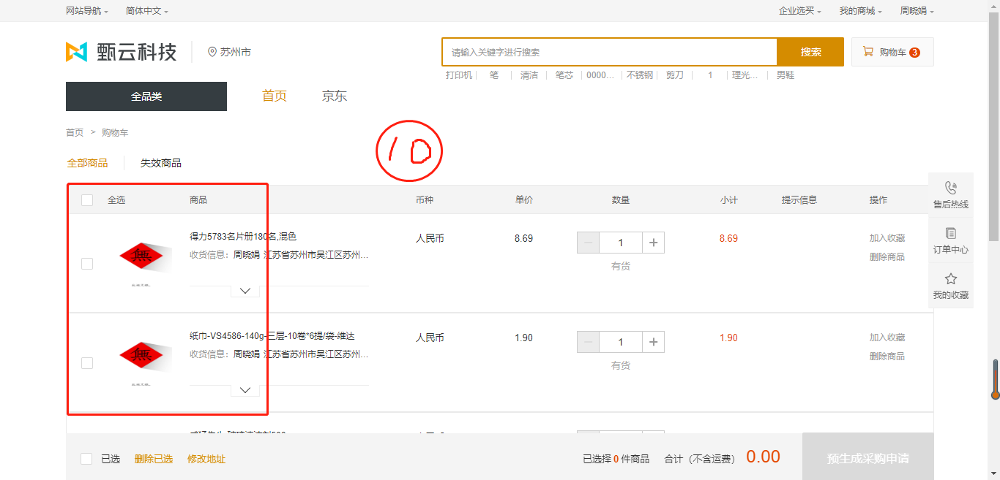 网站导航 简体中文 企业选买 我的商城 周晓娟
甄云科技 苏州市 请输入关键字进行搜索 搜索 购物车 3
打印机 笔 清洁 笔芯 0000... 不锈钢 剪刀 1 理光... 男鞋
全品类 首页 京东
首页 > 购物车
10
全部商品 失效商品
全选 商品 币种 单价 数量 小计 提示信息 操作
售后热线
得力5783名片册180名,混色 人民币 8.69 1 8.69 加入收藏
收货信息: 周晓娟 江苏省苏州市吴江区苏州... 有货 删除商品
無
订单中心
我的收藏
纸巾-VS4586-140g-三层-10卷*6提/袋-维达 人民币 1.90 1 1.90 加入收藏
收货信息: 周晓娟 江苏省苏州市吴江区苏州... 有货 删除商品
無
已选 删除已选 修改地址 已选择 0 件商品 合计（不含运费） 0.00 预生成采购申请